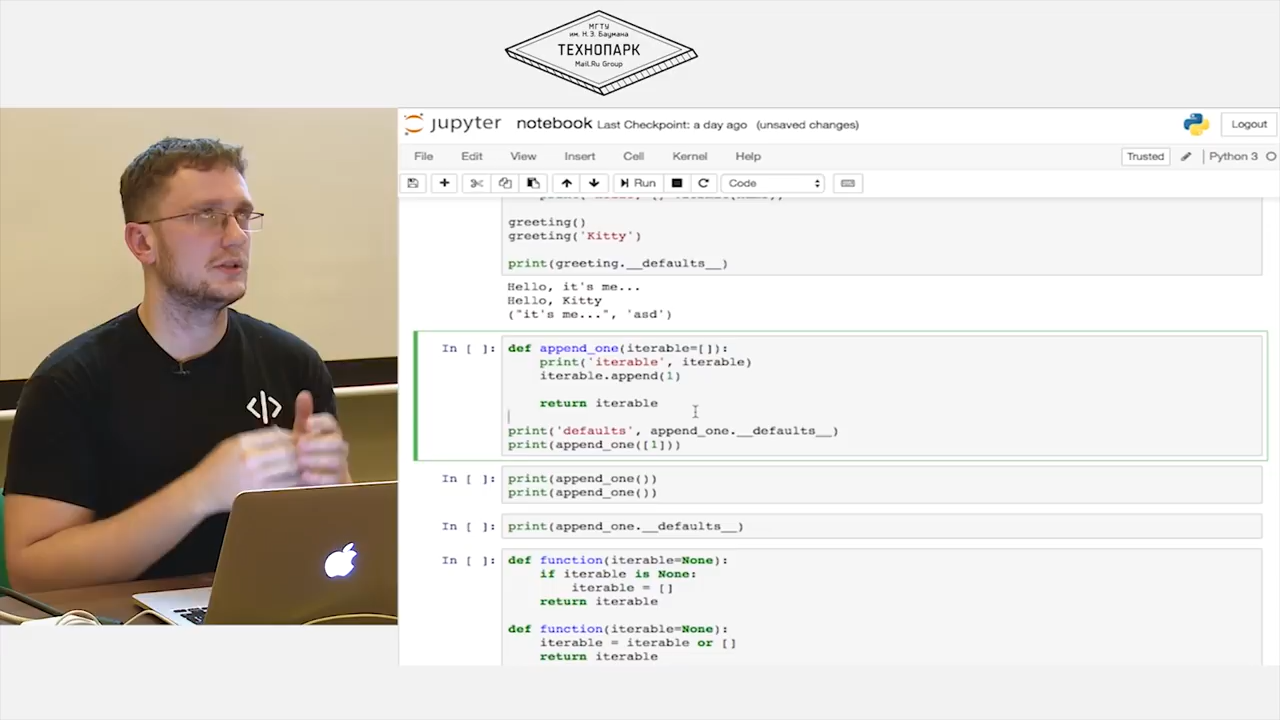 МГТУ
им. Н.Э. Баумана
ТЕХНОПАРК
Mail.Ru Group
jupyter notebook Last Checkpoint: a day ago (unsaved changes)
Logout
File Edit View Insert Cell Kernel Help
Trusted Python 3
Run Code
greeting()
greeting('Kitty')
print(greeting.__defaults__)
Hello, it's me...
Hello, Kitty
("it's me...", 'asd')
In [ ]: def append_one(iterable=[]):
print('iterable', iterable)
iterable.append(1)
return iterable
print('defaults', append_one.__defaults__)
print(append_one([1]))
In [ ]: print(append_one())
print(append_one())
In [ ]: print(append_one.__defaults__)
In [ ]: def function(iterable=None):
if iterable is None:
iterable = []
return iterable
def function(iterable=None):
iterable = iterable or []
return iterable